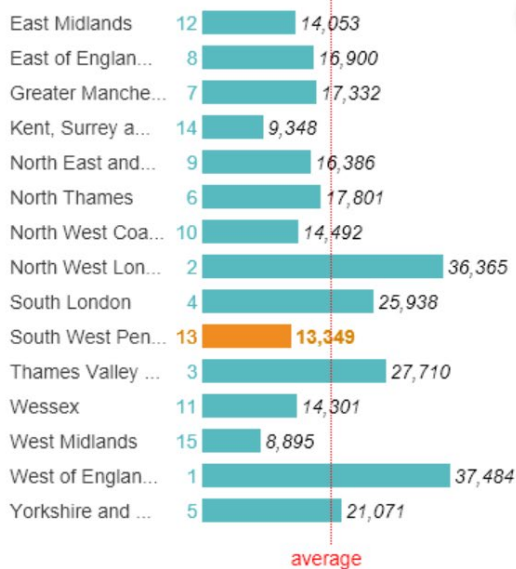 East Midlands 12 14,053
East of Englan... 8 16,900
Greater Manche... 7 17,332
Kent, Surrey a... 14 9,348
North East and... 9 16,386
North Thames 6 17,801
North West Coa... 10 14,492
North West Lon... 2 36,365
South London 4 25,938
South West Pen... 13 13,349
Thames Valley ... 3 27,710
Wessex 11 14,301
West Midlands 15 8,895
West of Englan... 1 37,484
Yorkshire and ... 5 21,071
average